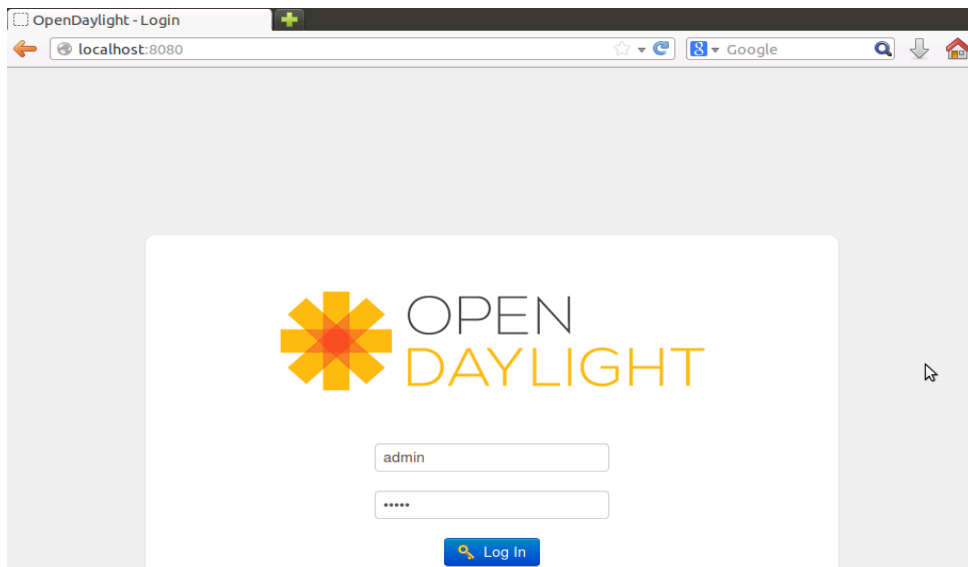 OpenDaylight - Login
localhost:8080
Google
OPEN
DAYLIGHT
admin
•••••
Log In